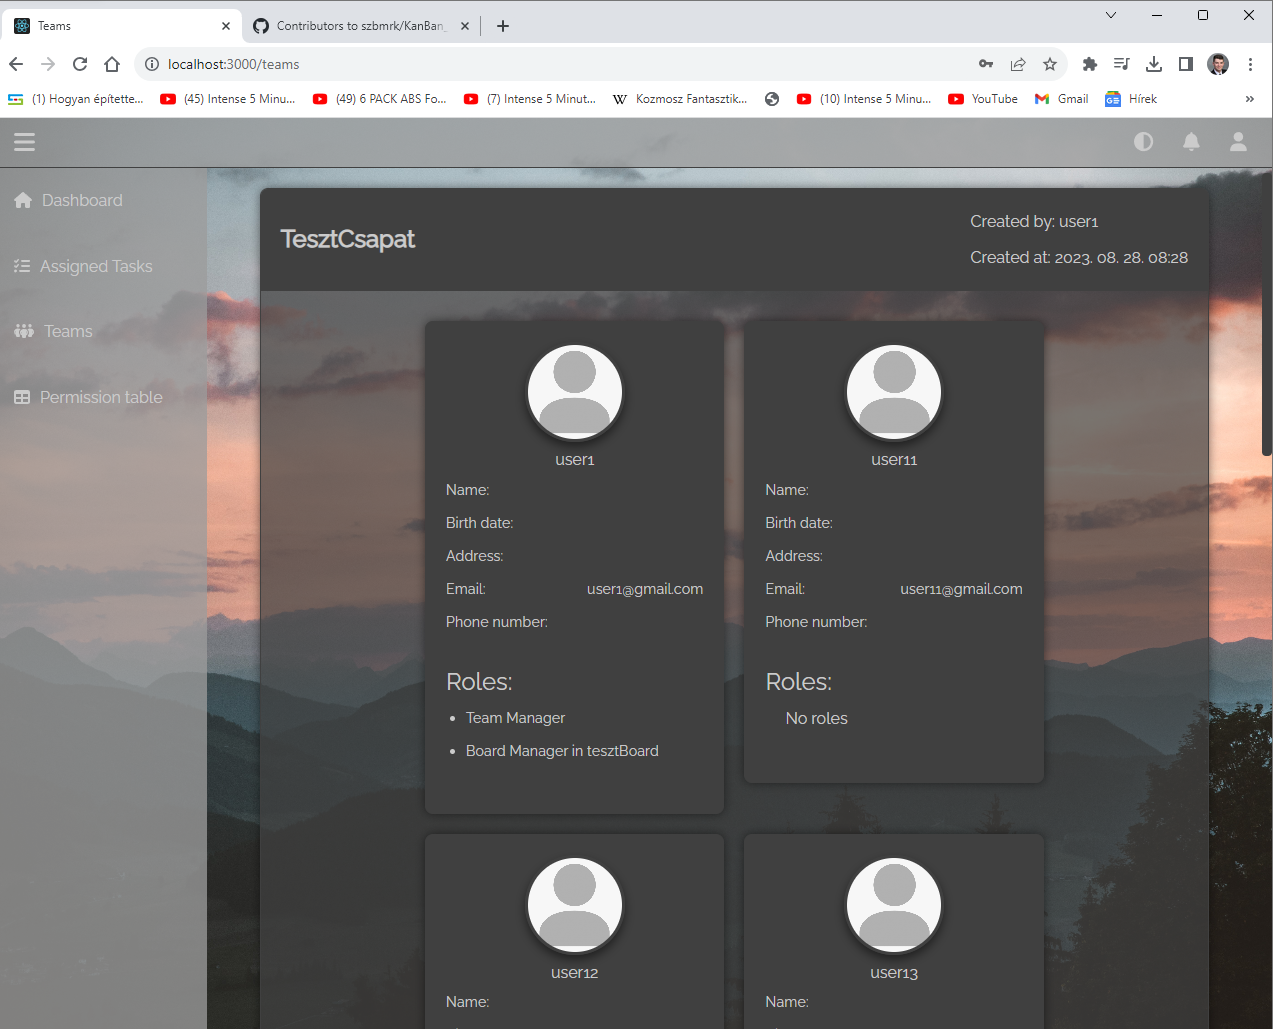 Teams
Contributors to szbmrk/KanBan_
localhost:3000/teams
(1) Hogyan építette...
(45) Intense 5 Minu...
(49) 6 PACK ABS Fo...
(7) Intense 5 Minut...
W Kozmosz Fantasztik...
(10) Intense 5 Minu...
YouTube
Gmail
Hírek
»
Dashboard
Assigned Tasks
Teams
Permission table
TesztCsapat
Created by: user1
Created at: 2023. 08. 28. 08:28
user1
Name:
Birth date:
Address:
Email: user1@gmail.com
Phone number:
Roles:
• Team Manager
• Board Manager in tesztBoard
user11
Name:
Birth date:
Address:
Email: user11@gmail.com
Phone number:
Roles:
No roles
user12
Name:
user13
Name: